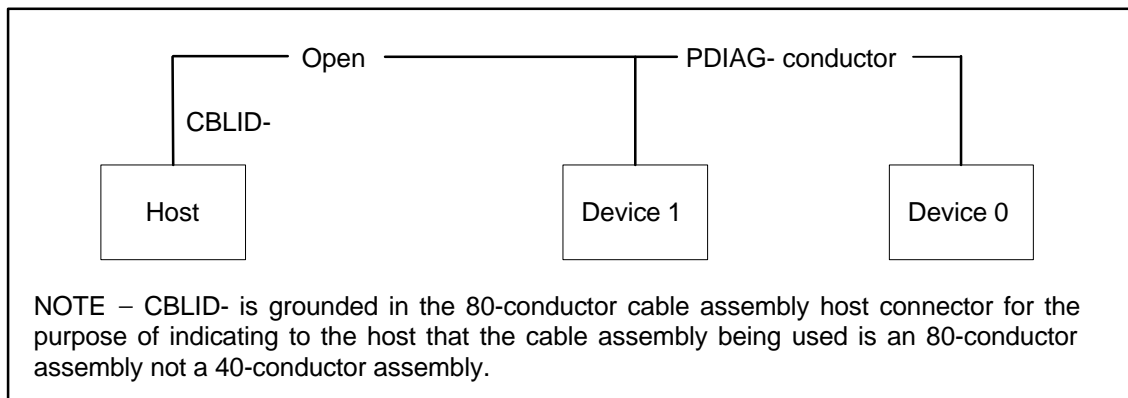 Open PDIAG- conductor
CBLID-
Host Device 1 Device 0
NOTE – CBLID- is grounded in the 80-conductor cable assembly host connector for the
purpose of indicating to the host that the cable assembly being used is an 80-conductor
assembly not a 40-conductor assembly.